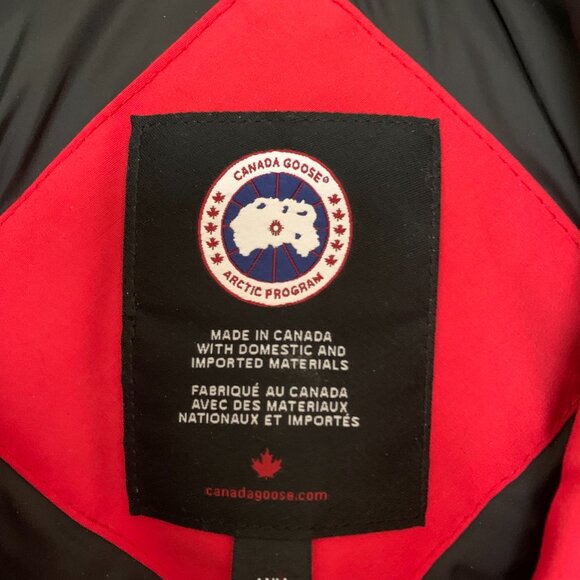 CANADA GOOSE®
ARCTIC PROGRAM
MADE IN CANADA
WITH DOMESTIC AND
IMPORTED MATERIALS
FABRIQUÉ AU CANADA
AVEC DES MATERIAUX
NATIONAUX ET IMPORTÉS
canadagoose.com